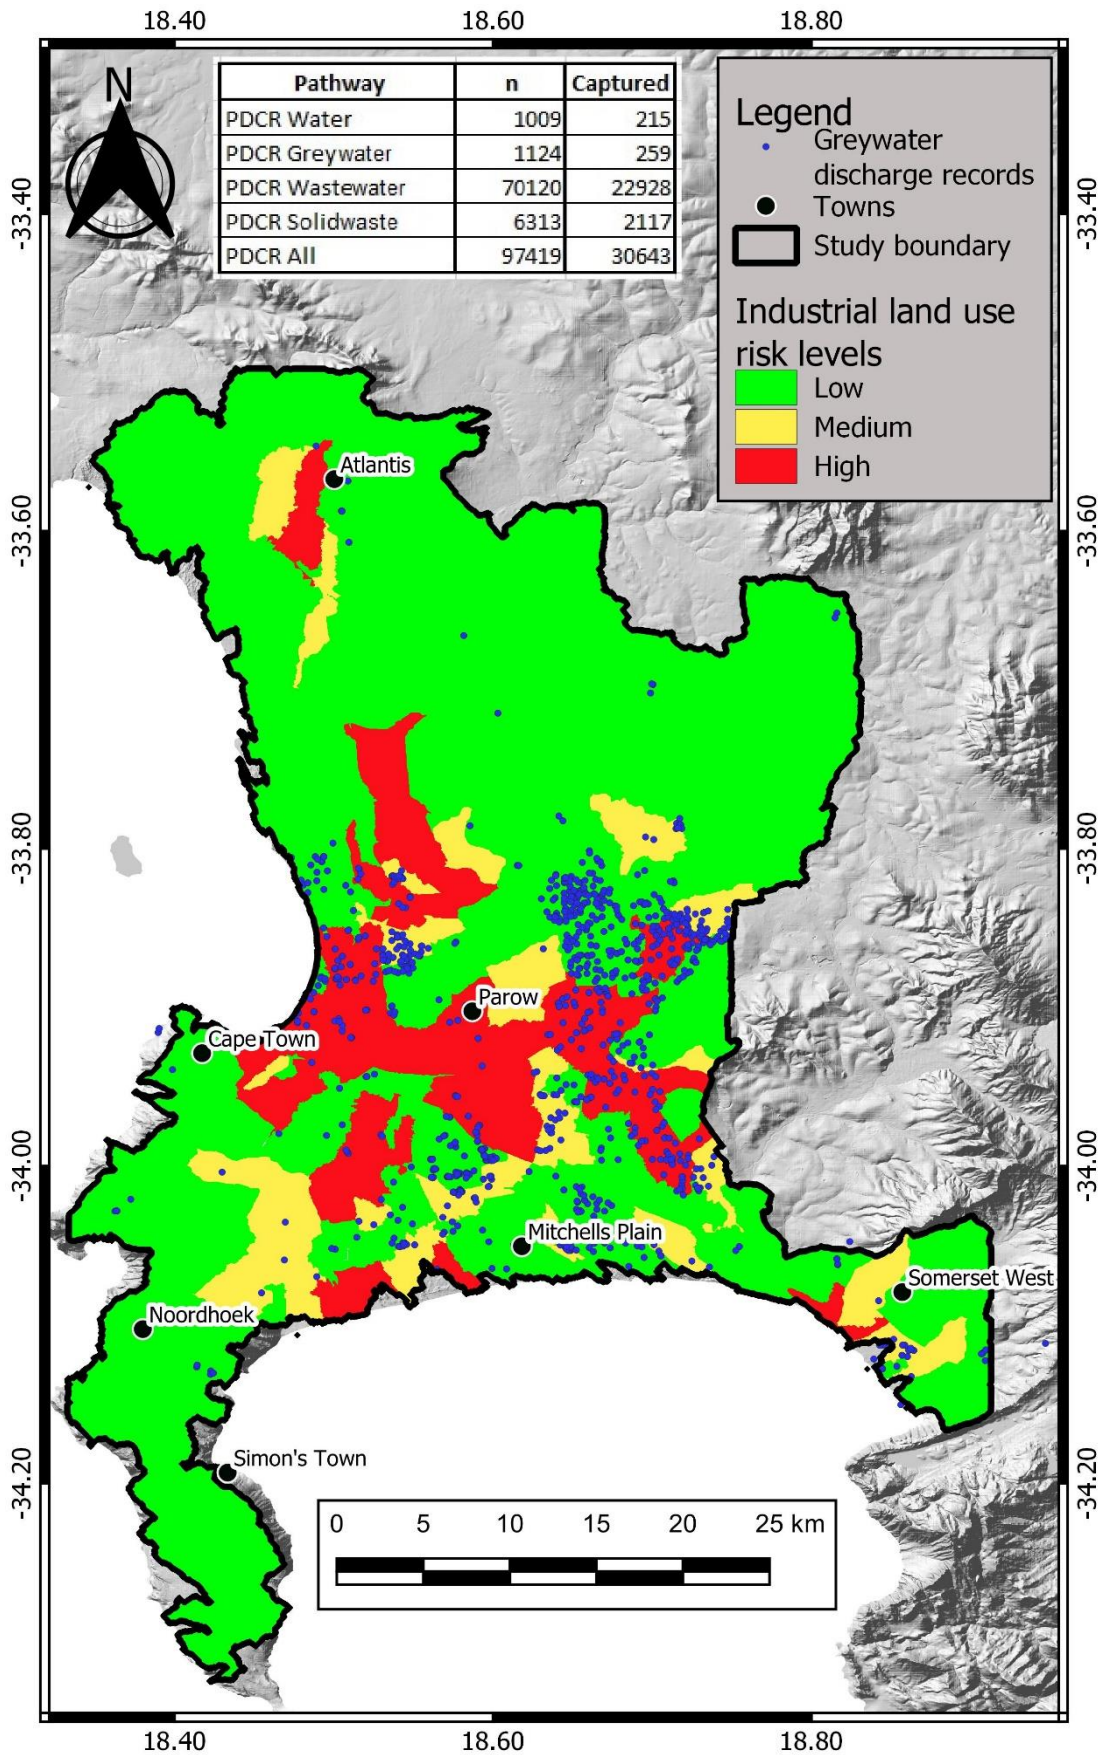 18.40 18.60 18.80
N
Pathway n Captured
PDCR Water 1009 215
PDCR Greywater 1124 259
PDCR Wastewater 70120 22928
PDCR Solidwaste 6313 2117
PDCR All 97419 30643
Legend
Greywater
discharge records
Towns
Study boundary
Industrial land use
risk levels
Low
Medium
High
-33.40 -33.40
Atlantis
-33.60 -33.60
-33.80 -33.80
Parow
Cape Town
-34.00 -34.00
Mitchells Plain
Somerset West
Noordhoek
Simon's Town
-34.20 -34.20
0 5 10 15 20 25 km
18.40 18.60 18.80